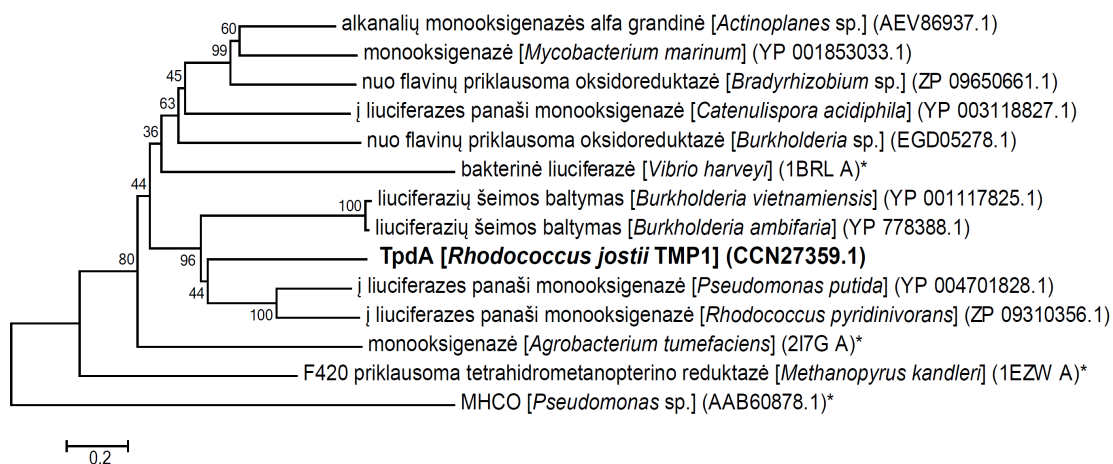 alkanalių monooksigenazės alfa grandinė [Actinoplanes sp.] (AEV86937.1)
60
monooksigenazė [Mycobacterium marinum] (YP 001853033.1)
99
nuo flavinų priklausoma oksidoreduktazė [Bradyrhizobium sp.] (ZP 09650661.1)
45
į liuciferazes panaši monooksigenazė [Catenulispora acidiphila] (YP 003118827.1)
63
nuo flavinų priklausoma oksidoreduktazė [Burkholderia sp.] (EGD05278.1)
36
bakterinė liuciferazė [Vibrio harveyi] (1BRL A)*
44
liuciferazių šeimos baltymas [Burkholderia vietnamiensis] (YP 001117825.1)
100
liuciferazių šeimos baltymas [Burkholderia ambifaria] (YP 778388.1)
TpdA [Rhodococcus jostii TMP1] (CCN27359.1)
80
96
į liuciferazes panaši monooksigenazė [Pseudomonas putida] (YP 004701828.1)
44
į liuciferazes panaši monooksigenazė [Rhodococcus pyridinivorans] (ZP 09310356.1)
100
monooksigenazė [Agrobacterium tumefaciens] (2I7G A)*
F420 priklausoma tetrahidrometanopterino reduktazė [Methanopyrus kandleri] (1EZW A)*
MHCO [Pseudomonas sp.] (AAB60878.1)*
0.2